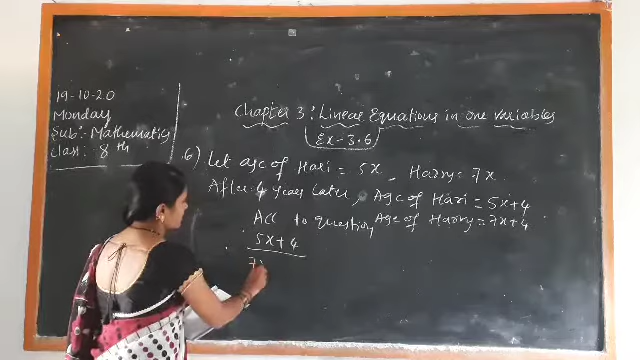 19-10-20
Monday
Sub:- Mathematics
Class: 8th
Chapter 3: Linear Equations in one variables
Ex-3.6
6) Let age of Hari = 5x, Harry = 7x
After 4 years later, Age of Hari = 5x+4
Age of Harry = 7x+4
Acc to question
5x+4
7